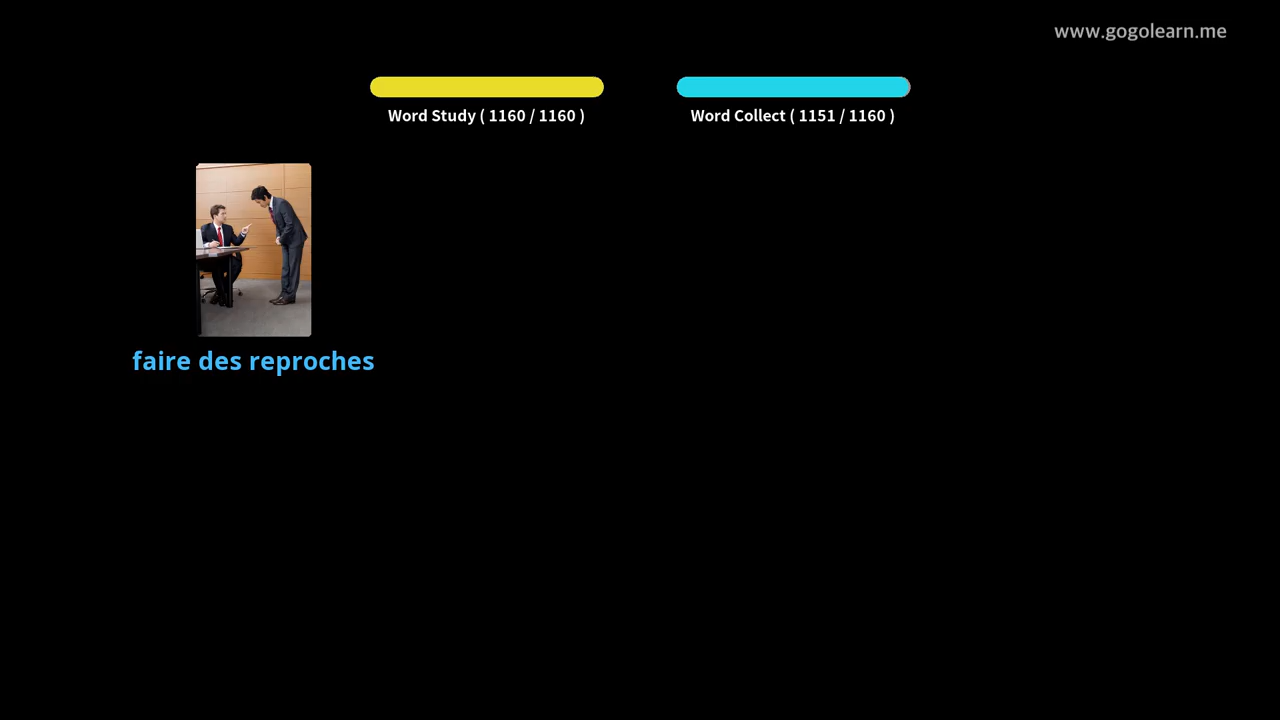 www.gogolearn.me
Word Study ( 1160 / 1160 )
Word Collect ( 1151 / 1160 )
faire des reproches